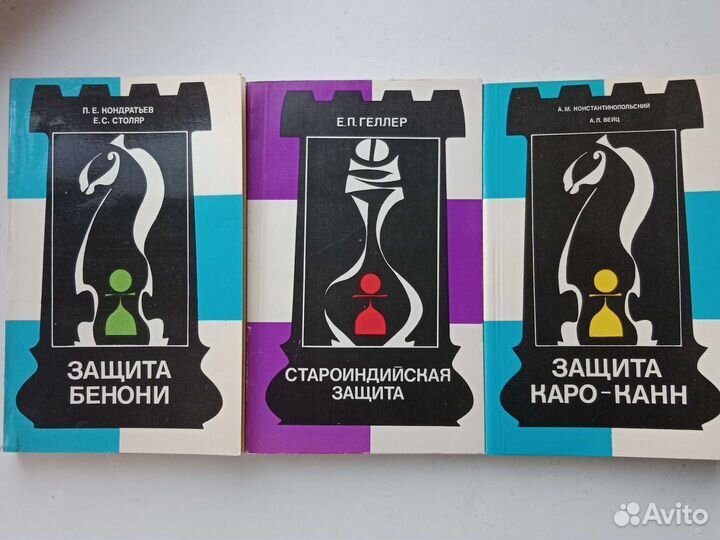 П. Е. КОНДРАТЬЕВ
Е. С. СТОЛЯР
ЗАЩИТА
БЕНОНИ
Е. П. ГЕЛЛЕР
СТАРОИНДИЙСКАЯ
ЗАЩИТА
А. М. КОНСТАНТИНОПОЛЬСКИЙ
А. П. ВЕЙЦ
ЗАЩИТА
КАРО–КАНН
Avito